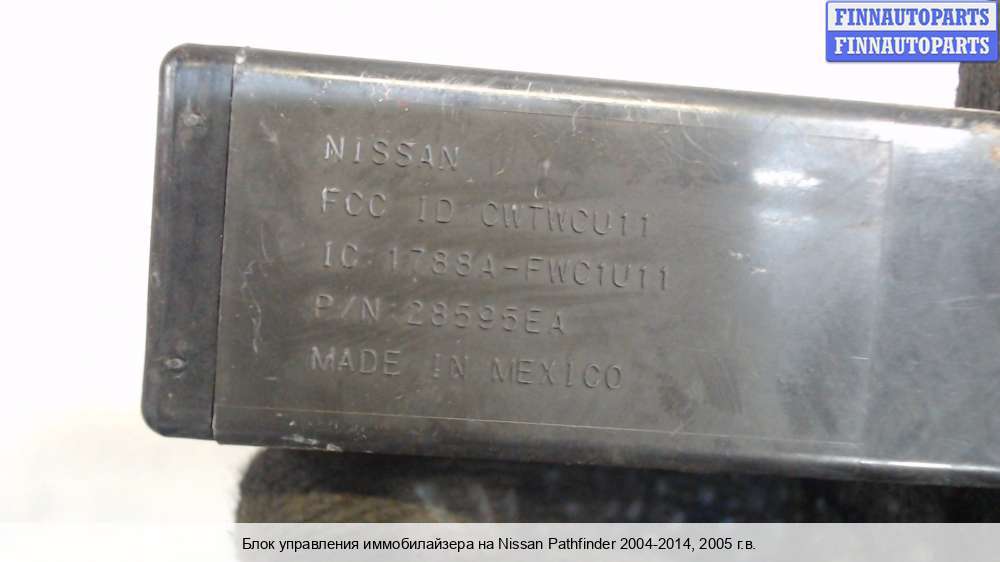 FINNAUTOPARTS
FINNAUTOPARTS
NISSAN
FCC ID CWTWCU11
IC 1788A-FWC1U11
P/N 28595EA
MADE IN MEXICO
Блок управления иммобилайзера на Nissan Pathfinder 2004-2014, 2005 г.в.